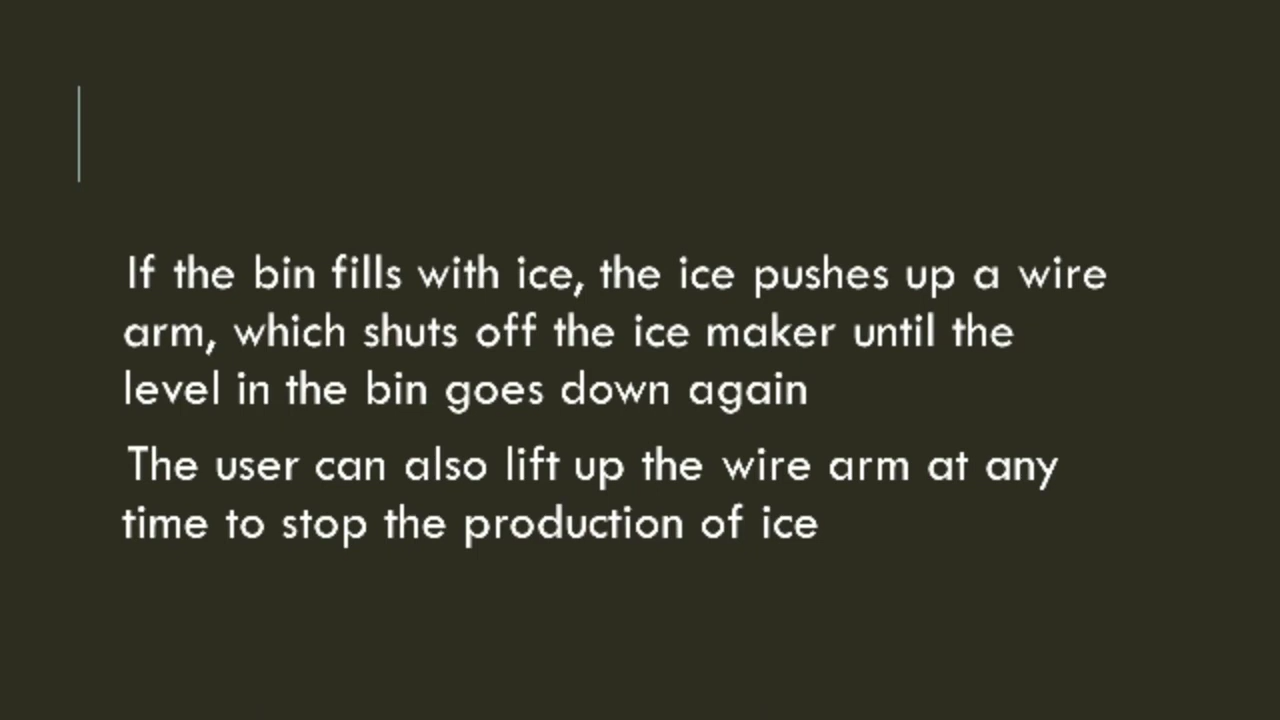 If the bin fills with ice, the ice pushes up a wire
arm, which shuts off the ice maker until the
level in the bin goes down again
The user can also lift up the wire arm at any
time to stop the production of ice